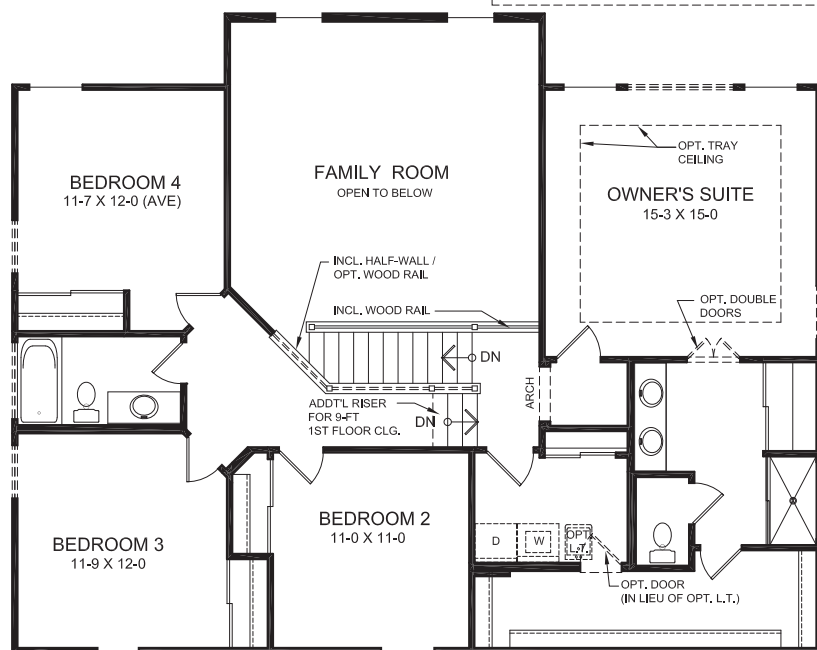 BEDROOM 4
11-7 X 12-0 (AVE)
FAMILY ROOM
OPEN TO BELOW
OPT. TRAY
CEILING
OWNER'S SUITE
15-3 X 15-0
INCL. HALF-WALL /
OPT. WOOD RAIL
INCL. WOOD RAIL
OPT. DOUBLE
DOORS
DN
ARCH
ADDT'L RISER
FOR 9-FT
1ST FLOOR CLG.
DN
BEDROOM 3
11-9 X 12-0
BEDROOM 2
11-0 X 11-0
D
W
OPT.
L.T.
OPT. DOOR
(IN LIEU OF OPT. L.T.)